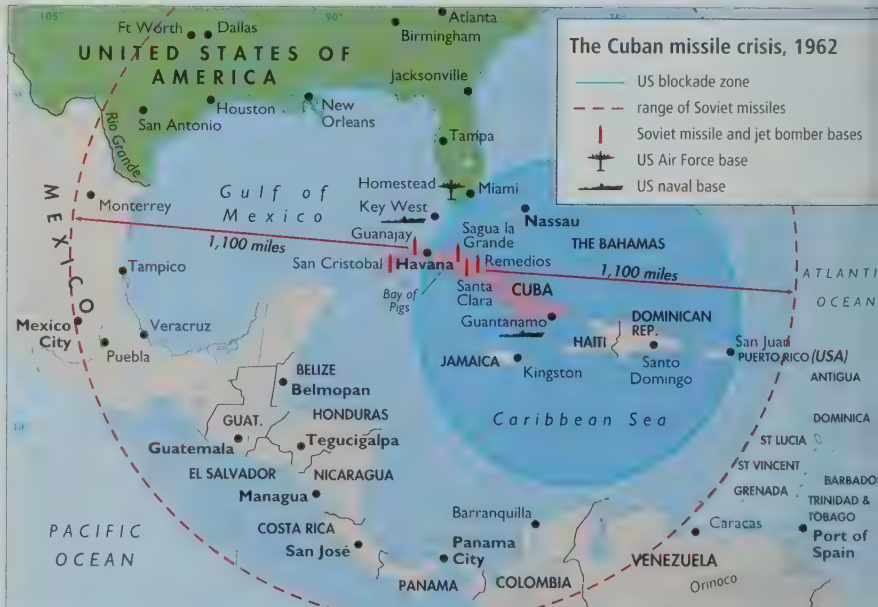 105°
90°
Atlanta
Ft Worth
Dallas
Birmingham
UNITED STATES OF
AMERICA
Jacksonville
Houston
New
Orleans
San Antonio
Rio Grande
Tampa
The Cuban missile crisis, 1962
US blockade zone
range of Soviet missiles
Soviet missile and jet bomber bases
US Air Force base
US naval base
MEXICO
Monterrey
Gulf of
Mexico
Homestead
Miami
Key West
Nassau
Guanajay
Sagua la
Grande
THE BAHAMAS
1,100 miles
San Cristobal
Havana
Remedios
1,100 miles
Tampico
Bay of
Pigs
Santa
Clara
CUBA
ATLANTI
OCEAN
Mexico
City
Veracruz
Guantanamo
DOMINICAN
REP.
HAITI
San Juan
PUERTO RICO (USA)
Puebla
JAMAICA
Kingston
Santo
Domingo
BELIZE
Belmopan
ANTIGUA
GUAT.
HONDURAS
Caribbean Sea
DOMINICA
Guatemala
Tegucigalpa
ST LUCIA
EL SALVADOR
NICARAGUA
ST VINCENT
Managua
GRENADA
BARBADO
TRINIDAD &
TOBAGO
PACIFIC
OCEAN
COSTA RICA
San José
Barranquilla
Caracas
Port of
Spain
Panama
City
PANAMA
COLOMBIA
VENEZUELA
Orinoco